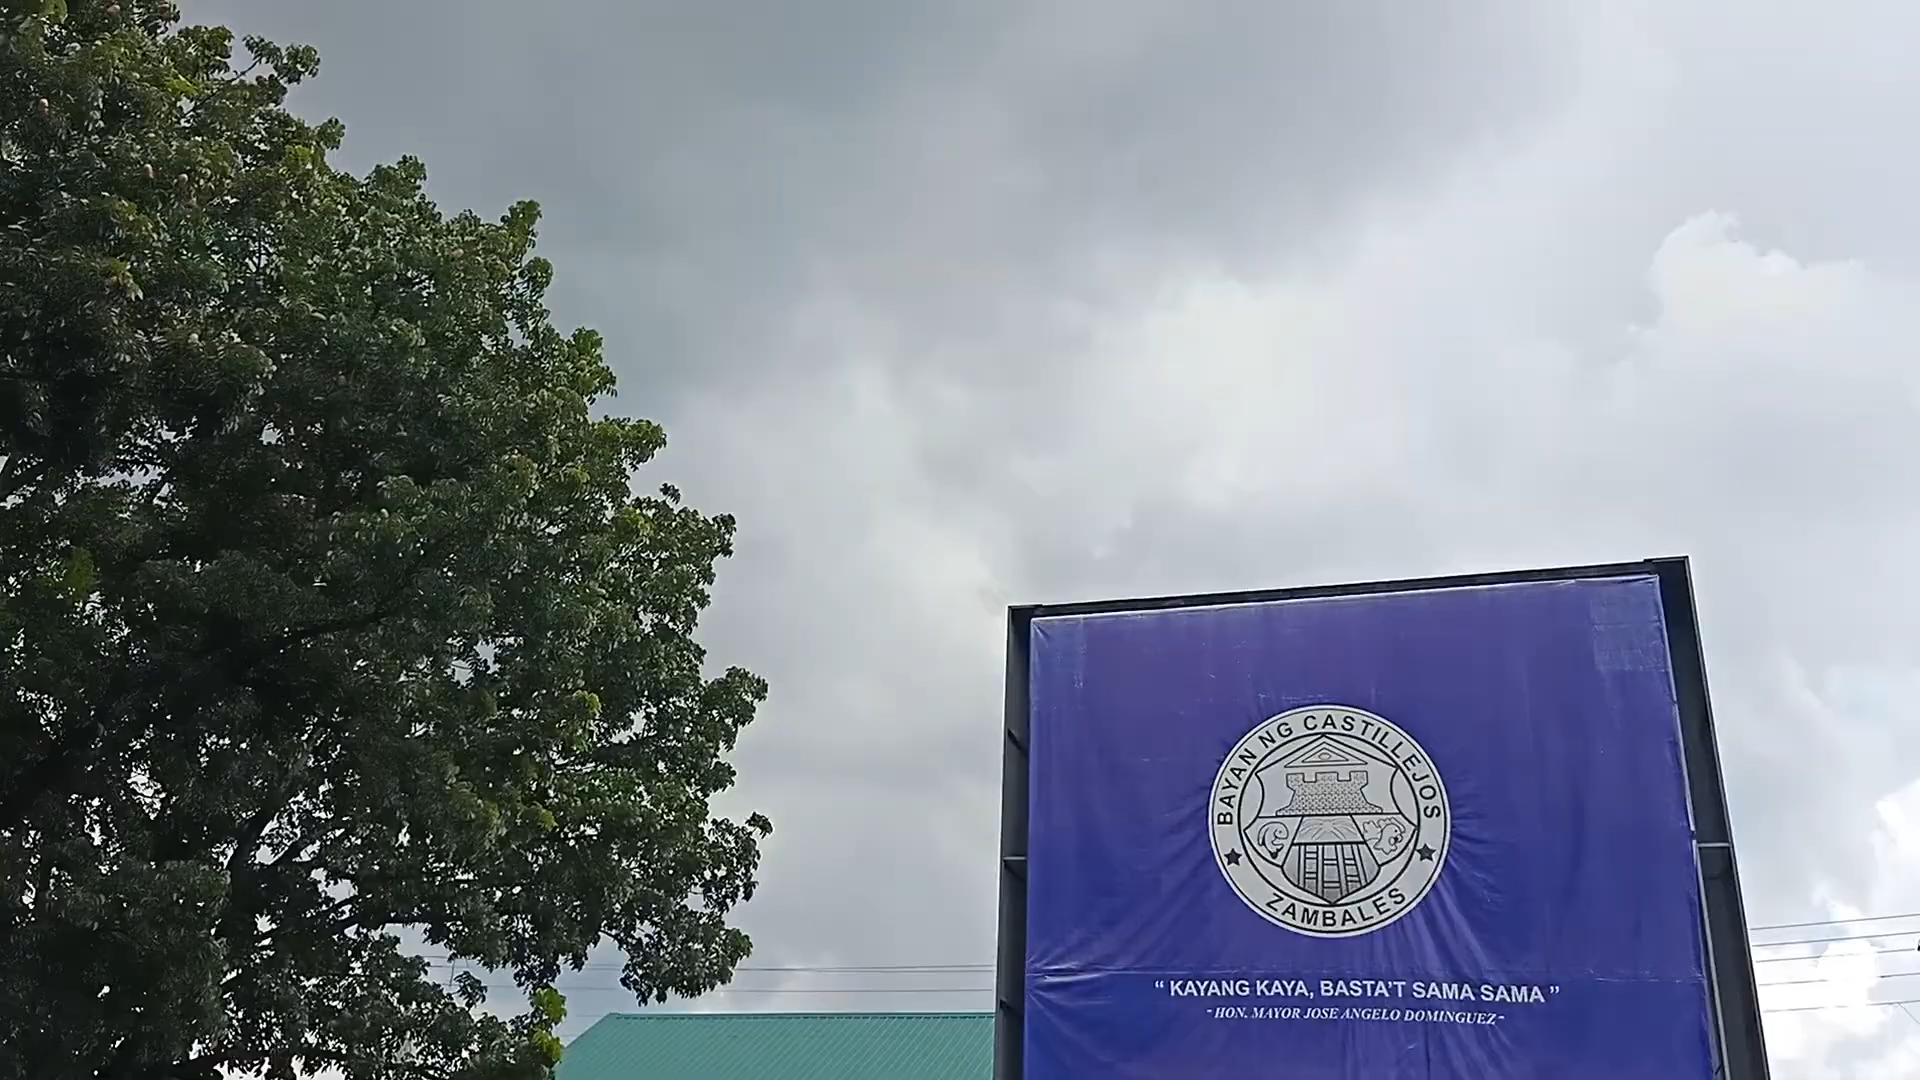 BAYAN NG CASTILLEJOS
ZAMBALES
“ KAYANG KAYA, BASTA’T SAMA SAMA ”
-HON. MAYOR JOSE ANGELO DOMINGUEZ-